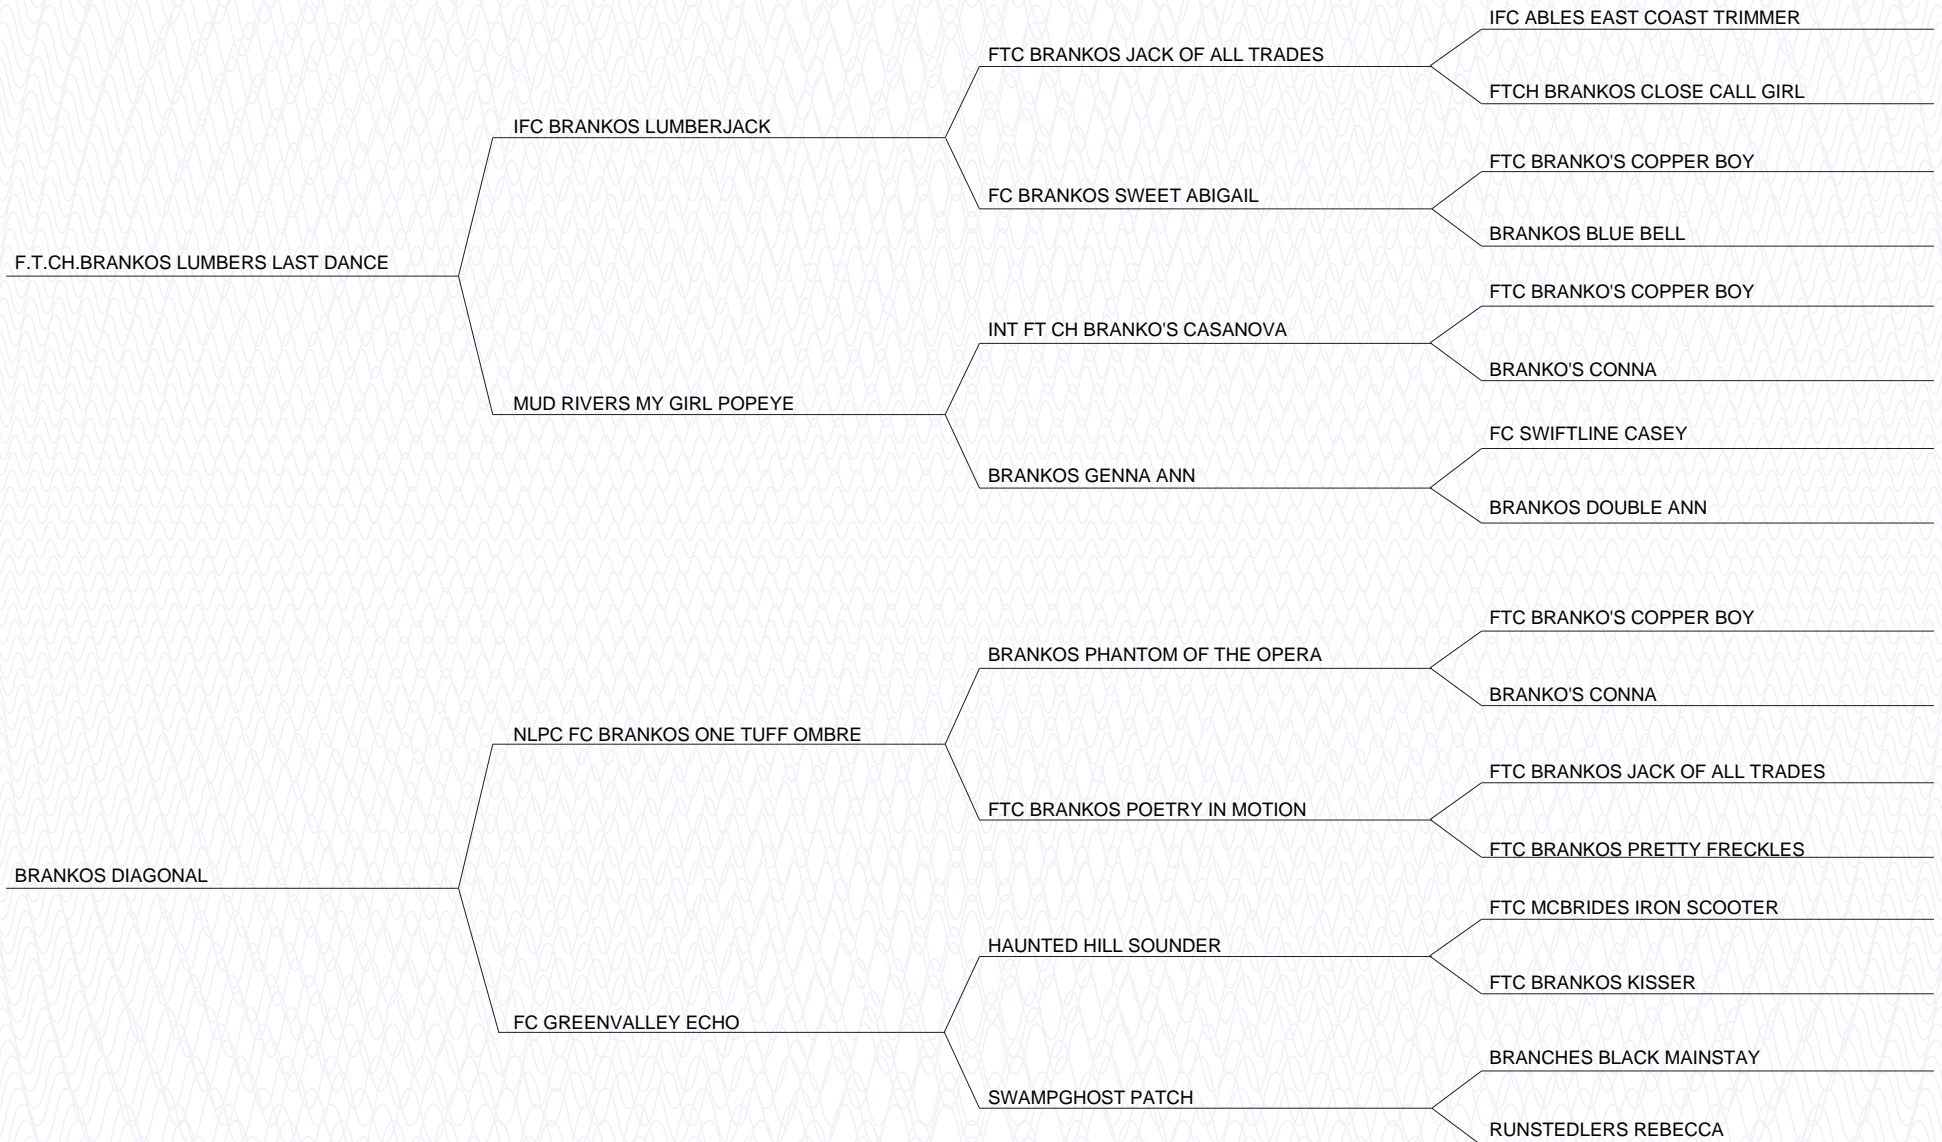 IFC ABLES EAST COAST TRIMMER
FTC BRANKOS JACK OF ALL TRADES
FTCH BRANKOS CLOSE CALL GIRL
IFC BRANKOS LUMBERJACK
FTC BRANKO'S COPPER BOY
FC BRANKOS SWEET ABIGAIL
BRANKOS BLUE BELL
F.T.CH.BRANKOS LUMBERS LAST DANCE
FTC BRANKO'S COPPER BOY
INT FT CH BRANKO'S CASANOVA
BRANKO'S CONNA
MUD RIVERS MY GIRL POPEYE
FC SWIFTLINE CASEY
BRANKOS GENNA ANN
BRANKOS DOUBLE ANN
FTC BRANKO'S COPPER BOY
BRANKOS PHANTOM OF THE OPERA
BRANKO'S CONNA
NLPC FC BRANKOS ONE TUFF OMBRE
FTC BRANKOS JACK OF ALL TRADES
FTC BRANKOS POETRY IN MOTION
FTC BRANKOS PRETTY FRECKLES
BRANKOS DIAGONAL
FTC MCBRIDES IRON SCOOTER
HAUNTED HILL SOUNDER
FTC BRANKOS KISSER
FC GREENVALLEY ECHO
BRANCHES BLACK MAINSTAY
SWAMPGHOST PATCH
RUNSTEDLERS REBECCA